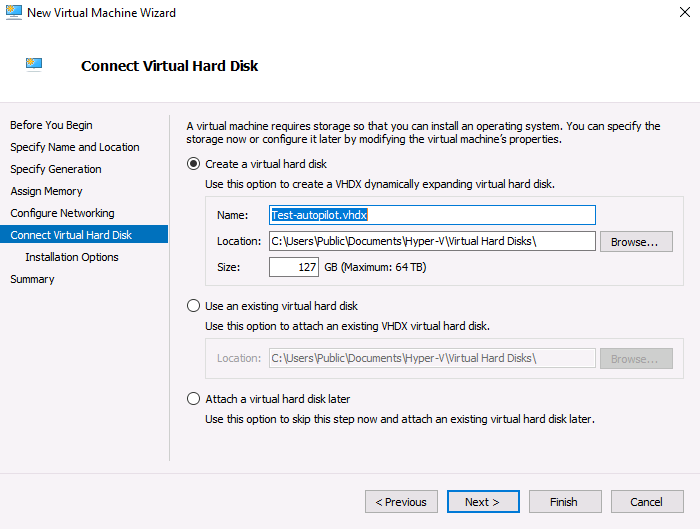 New Virtual Machine Wizard
Connect Virtual Hard Disk
Before You Begin
Specify Name and Location
Specify Generation
Assign Memory
Configure Networking
Connect Virtual Hard Disk
Installation Options
Summary
A virtual machine requires storage so that you can install an operating system. You can specify the
storage now or configure it later by modifying the virtual machine's properties.
Create a virtual hard disk
Use this option to create a VHDX dynamically expanding virtual hard disk.
Name: Test-autopilot.vhdx
Location: C:\Users\Public\Documents\Hyper-V\Virtual Hard Disks\ Browse...
Size: 127 GB (Maximum: 64 TB)
Use an existing virtual hard disk
Use this option to attach an existing VHDX virtual hard disk.
Location: C:\Users\Public\Documents\Hyper-V\Virtual Hard Disks\ Browse...
Attach a virtual hard disk later
Use this option to skip this step now and attach an existing virtual hard disk later.
< Previous Next > Finish Cancel